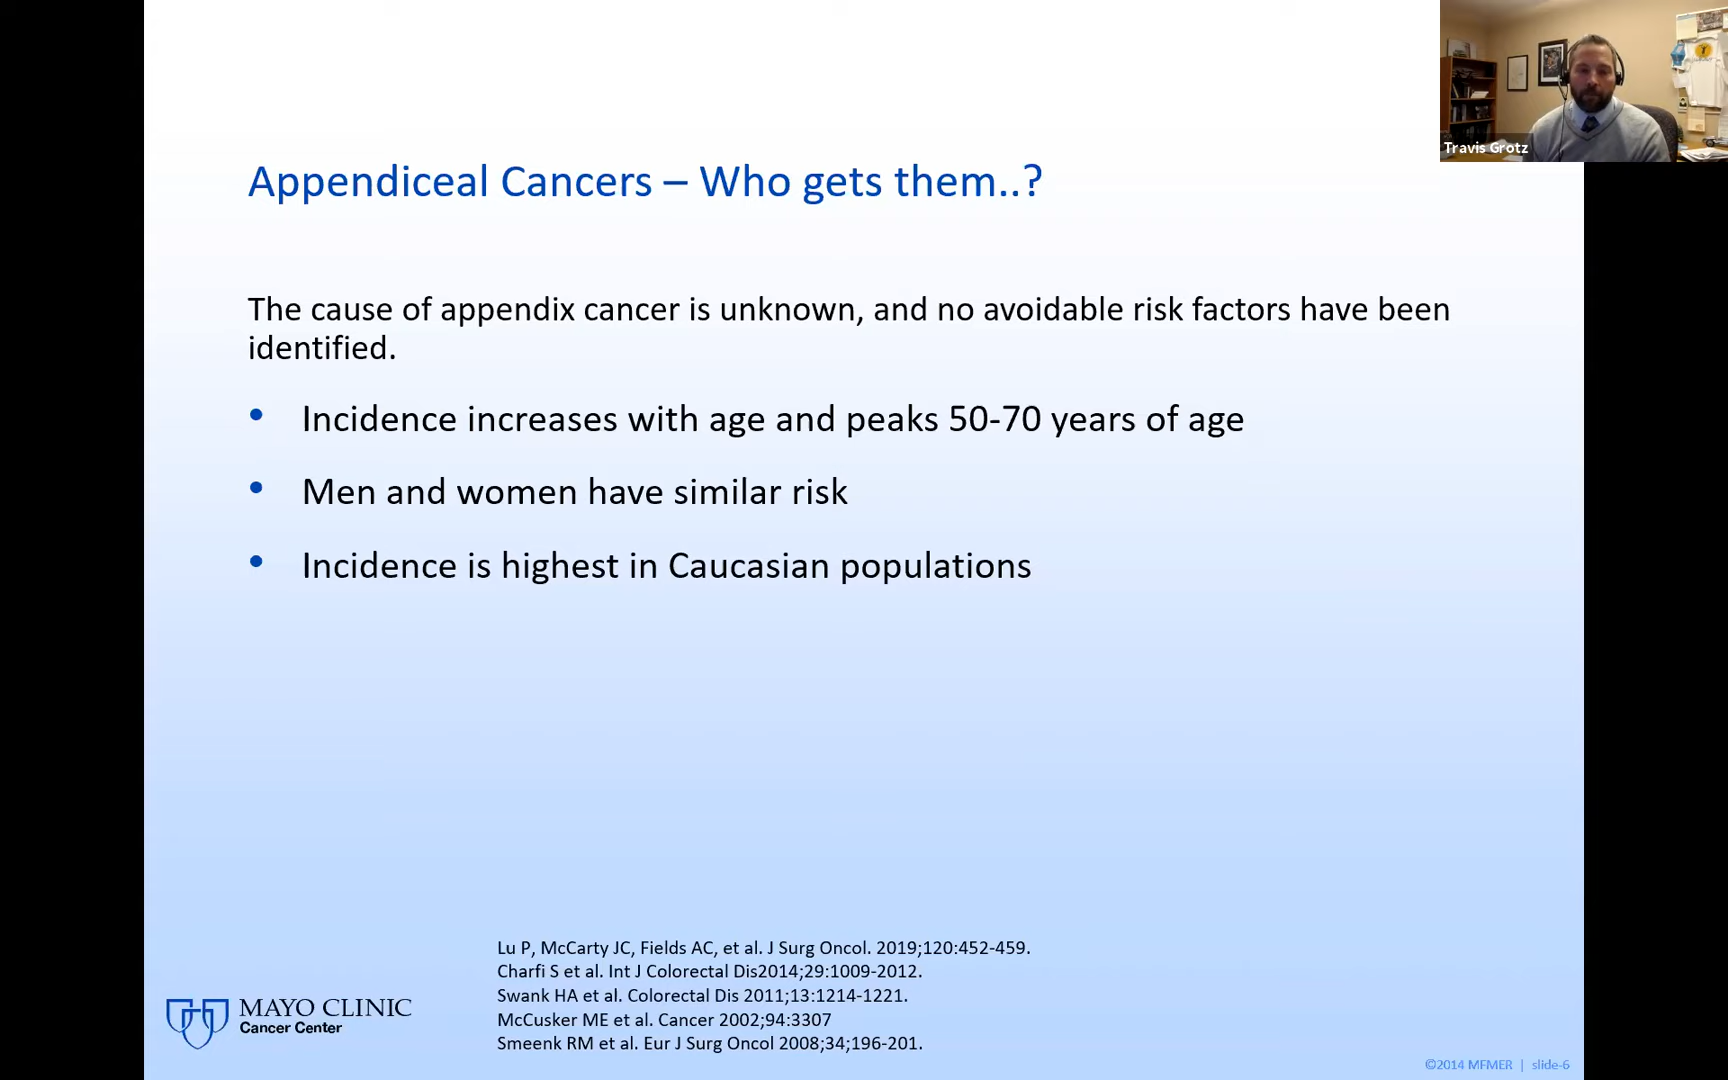 Travis Grotz
Appendiceal Cancers – Who gets them..?
The cause of appendix cancer is unknown, and no avoidable risk factors have been
identified.
• Incidence increases with age and peaks 50-70 years of age
• Men and women have similar risk
• Incidence is highest in Caucasian populations
Lu P, McCarty JC, Fields AC, et al. J Surg Oncol. 2019;120:452-459.
Charfi S et al. Int J Colorectal Dis2014;29:1009-2012.
Swank HA et al. Colorectal Dis 2011;13:1214-1221.
McCusker ME et al. Cancer 2002;94:3307
Smeenk RM et al. Eur J Surg Oncol 2008;34;196-201.
MAYO CLINIC
Cancer Center
©2014 MFMER | slide-6